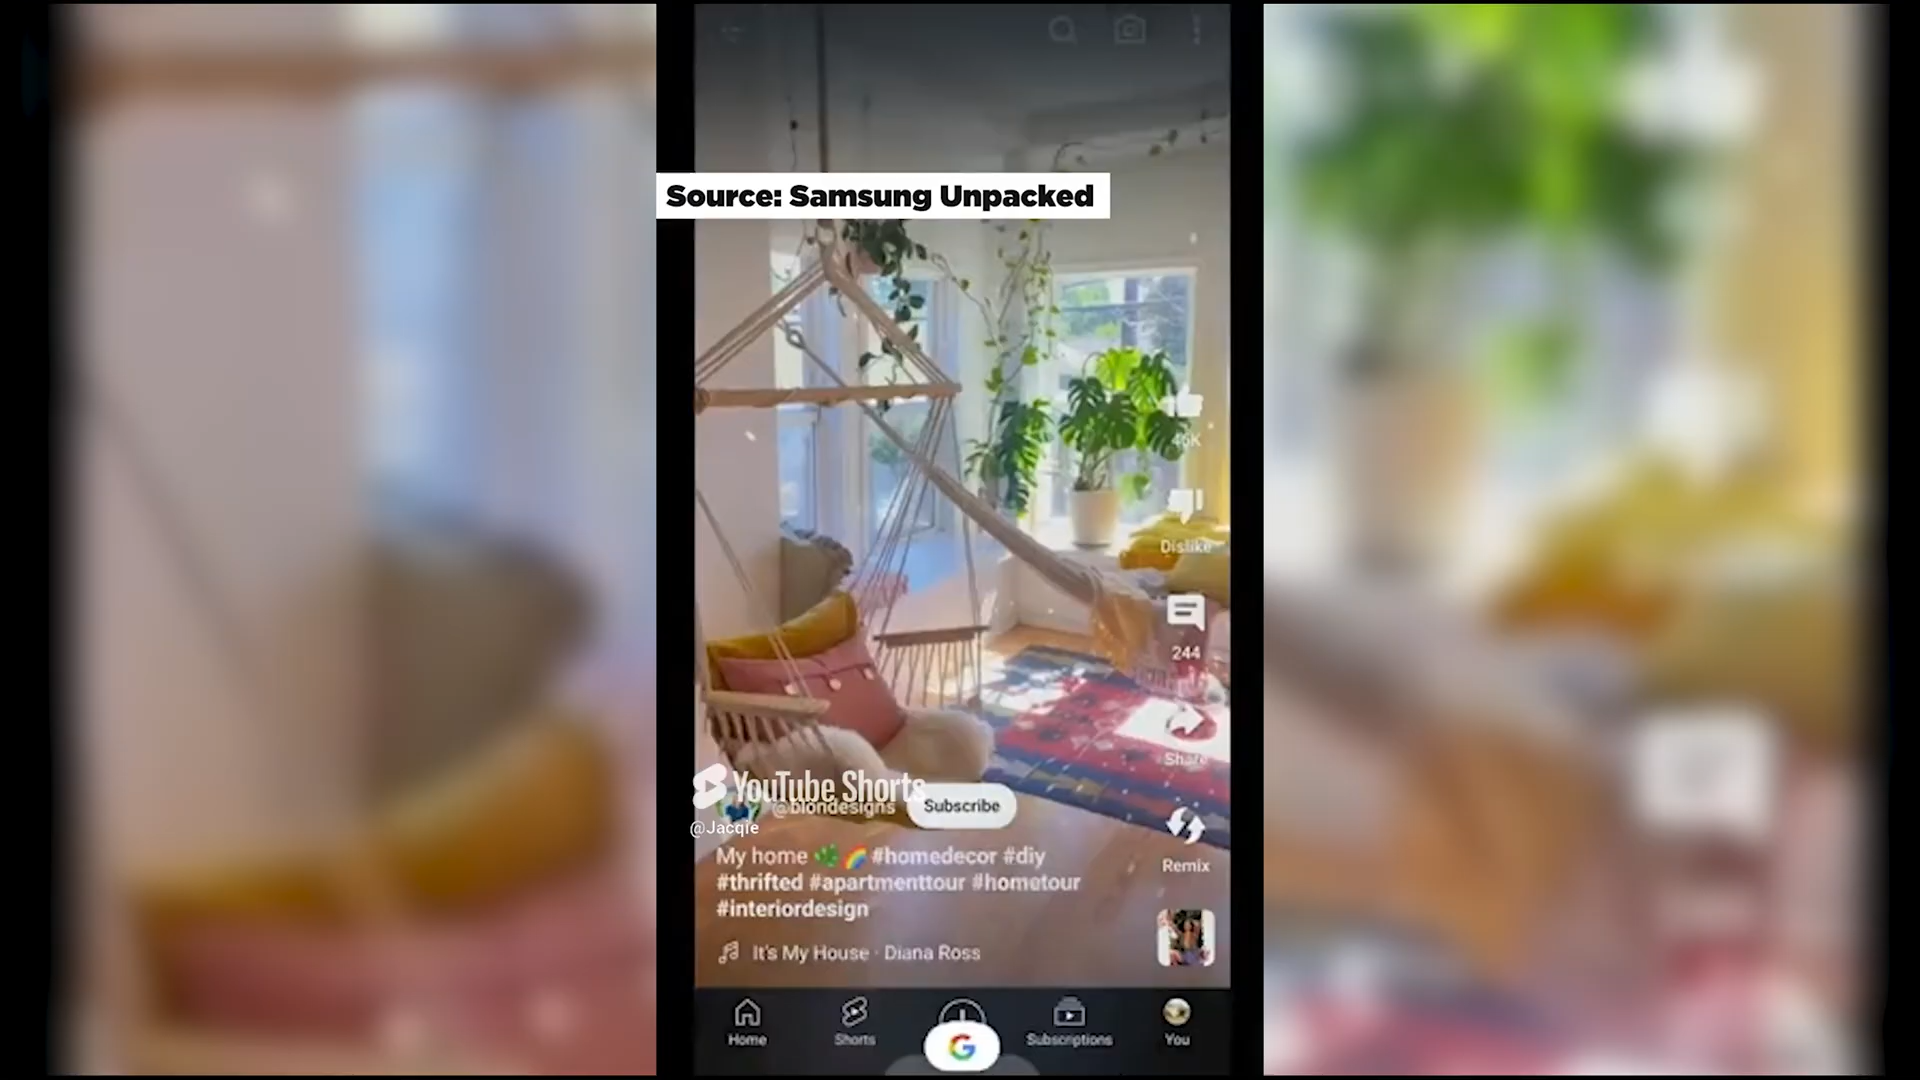 Source: Samsung Unpacked
46K
Dislike
244
Share
YouTube Shorts
@blondesigns
Subscribe
@Jacqie
My home 🌿🌈 #homedecor #diy
#thrifted #apartmenttour #hometour
#interiordesign
Remix
It's My House · Diana Ross
Home
Shorts
Subscriptions
You
G